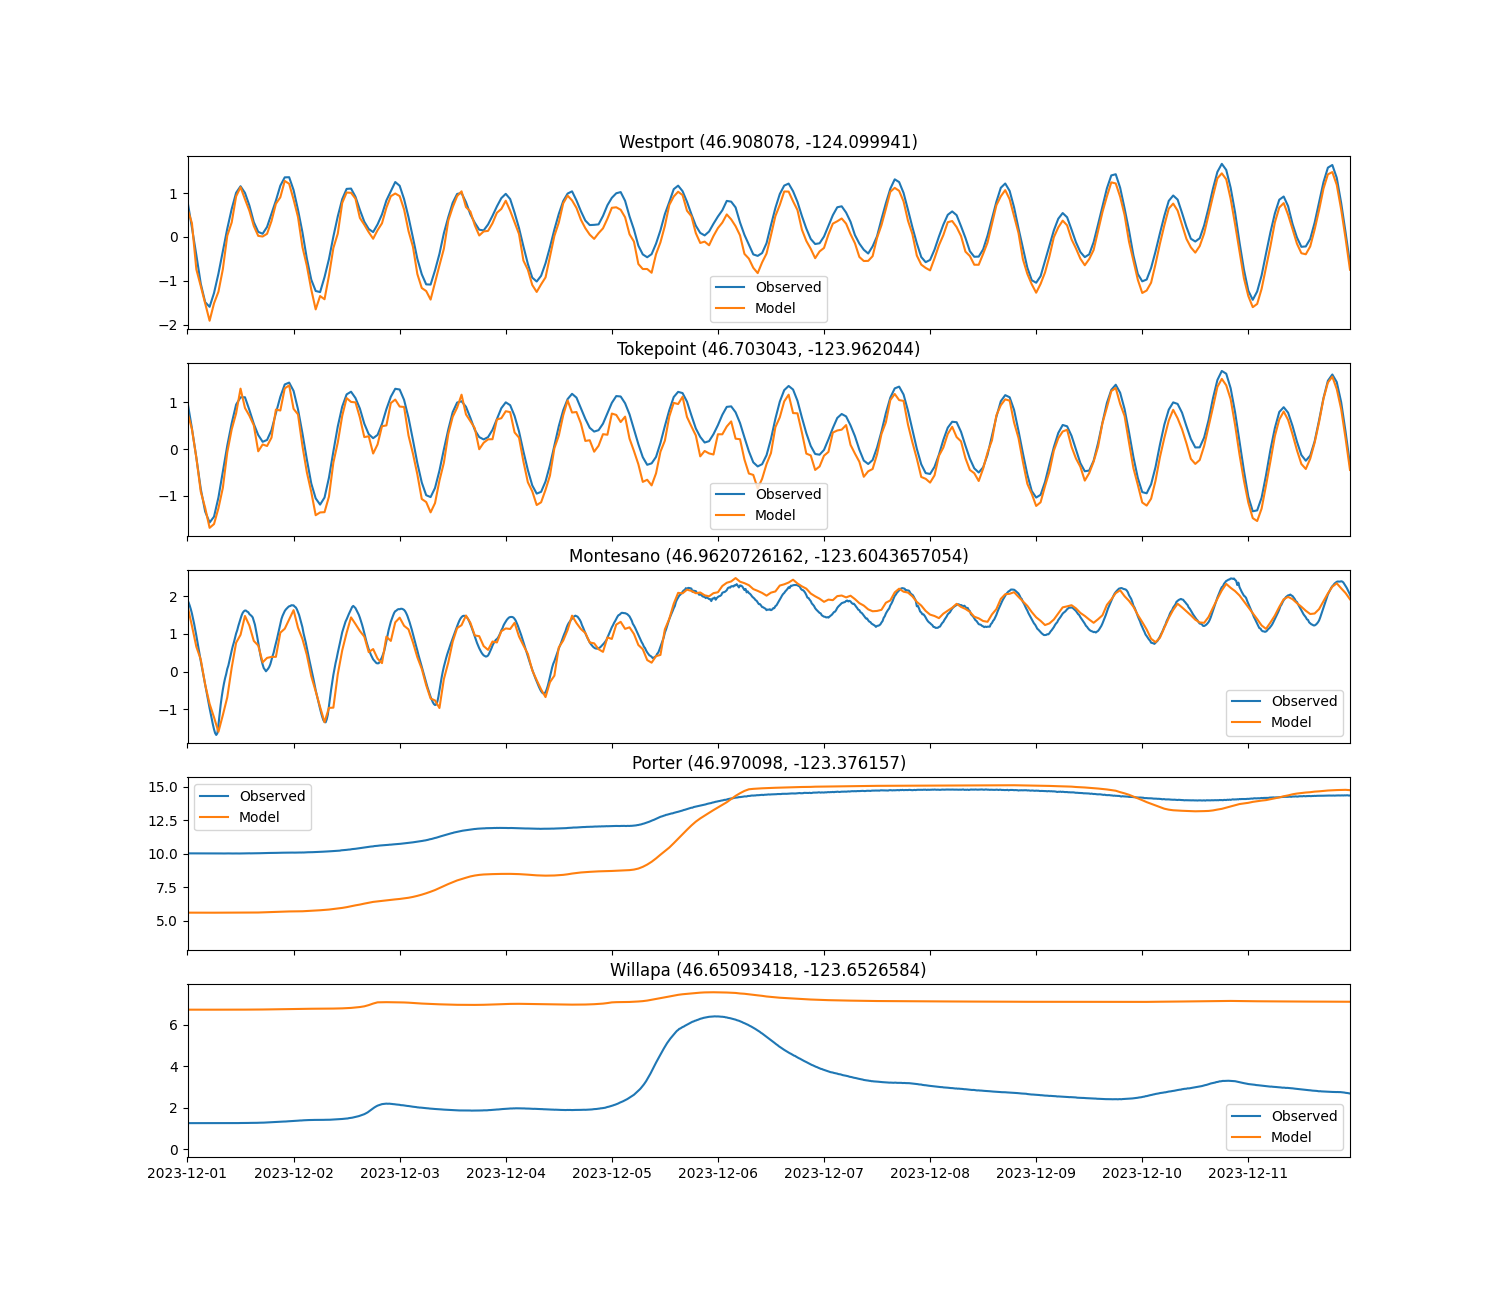 Westport (46.908078, -124.099941)
1
0
−1
−2
Observed
Model
Tokepoint (46.703043, -123.962044)
1
0
−1
Observed
Model
Montesano (46.9620726162, -123.6043657054)
2
1
0
−1
Observed
Model
Porter (46.970098, -123.376157)
15.0
12.5
10.0
7.5
5.0
Observed
Model
Willapa (46.65093418, -123.6526584)
6
4
2
0
Observed
Model
2023-12-01 2023-12-02 2023-12-03 2023-12-04 2023-12-05 2023-12-06 2023-12-07 2023-12-08 2023-12-09 2023-12-10 2023-12-11